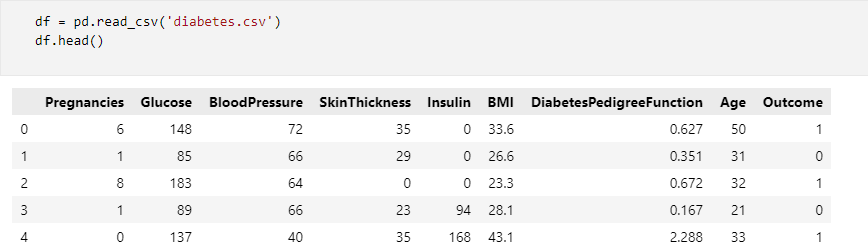 df = pd.read_csv('diabetes.csv')
df.head()
Pregnancies Glucose BloodPressure SkinThickness Insulin BMI DiabetesPedigreeFunction Age Outcome
0 6 148 72 35 0 33.6 0.627 50 1
1 1 85 66 29 0 26.6 0.351 31 0
2 8 183 64 0 0 23.3 0.672 32 1
3 1 89 66 23 94 28.1 0.167 21 0
4 0 137 40 35 168 43.1 2.288 33 1